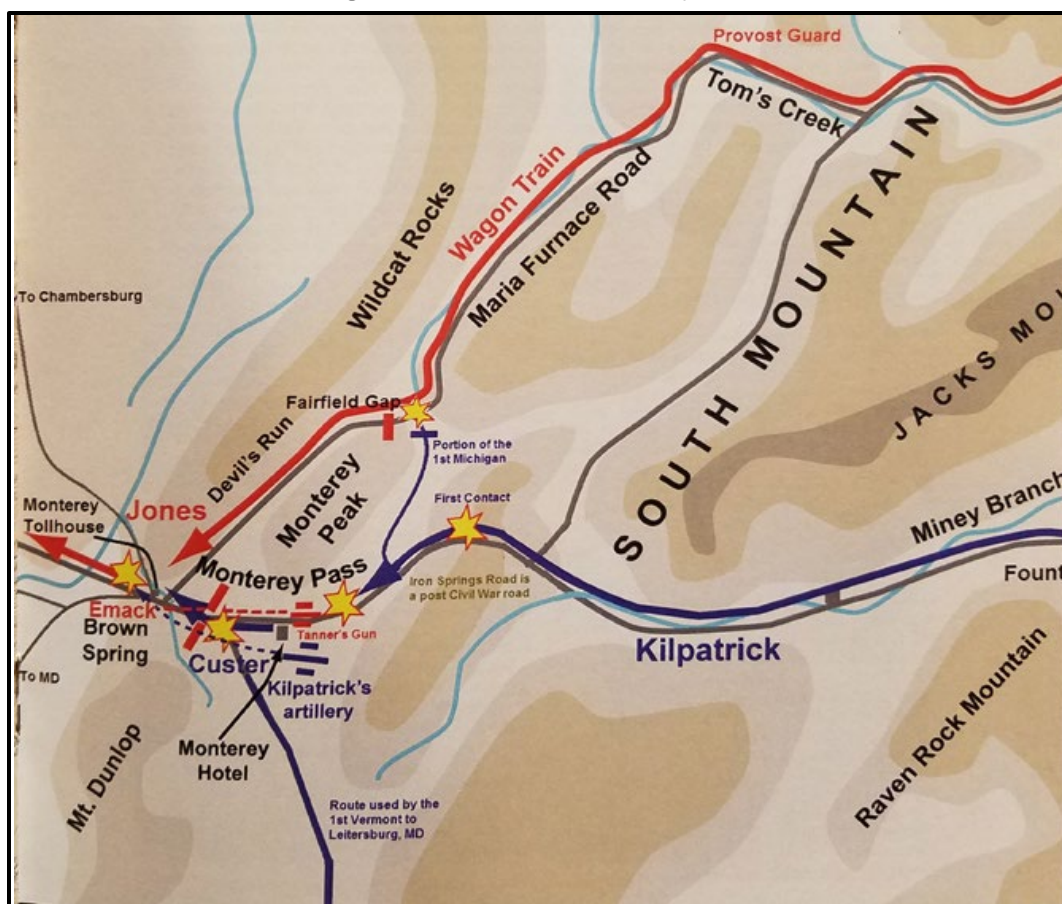 Provost Guard
Tom's Creek
Wagon Train
Maria Furnace Road
Wildcat Rocks
SOUTH MOUNTAIN
To Chambersburg
JACKS MOU
Fairfield Gap
Devil's Run
Portion of the
1st Michigan
Monterey
Peak
First Contact
Miney Branch
Monterey
Tollhouse
Jones
Monterey Pass
Iron Springs Road is
a post Civil War road
Fount
Emack
Brown
Spring
Tanner's Gun
Custer
Kilpatrick
Kilpatrick's
artillery
To MD
Monterey
Hotel
Mt. Dunlop
Raven Rock Mountain
Route used by the
1st Vermont to
Leitersburg, MD